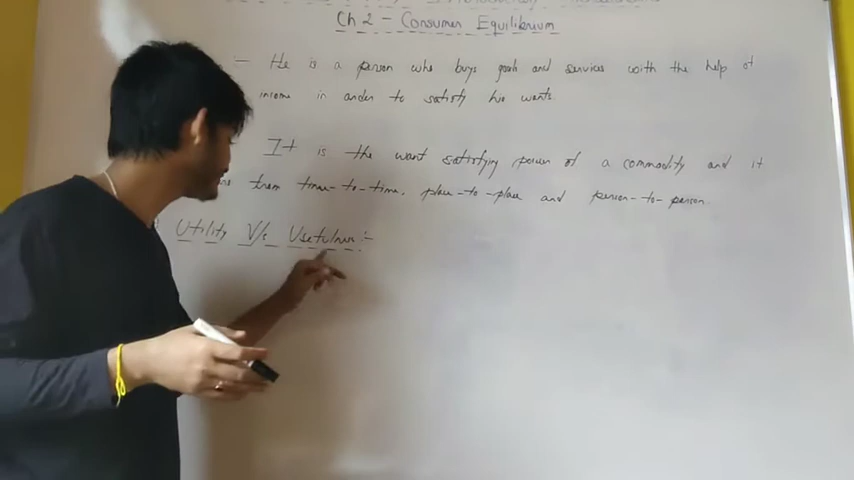 Ch 2 - Consumer Equilibrium
- He is a person who buys goods and services with the help of
income in order to satisfy his wants
It is the want satisfying power of a commodity and it
from time-to-time, place-to-place and person-to-person.
Utility V/s Usefulness :-